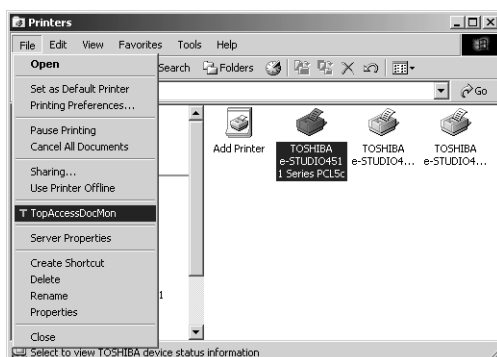 Printers
File Edit View Favorites Tools Help
Search Folders
Go
Open
Set as Default Printer
Printing Preferences...
Pause Printing
Cancel All Documents
Sharing...
Use Printer Offline
TopAccessDocMon
Server Properties
Create Shortcut
Delete
Rename
Properties
Close
1
Add Printer
TOSHIBA
e-STUDIO451
1 Series PCL5c
TOSHIBA
e-STUDIO4...
TOSHIBA
e-STUDIO4...
Select to view TOSHIBA device status information